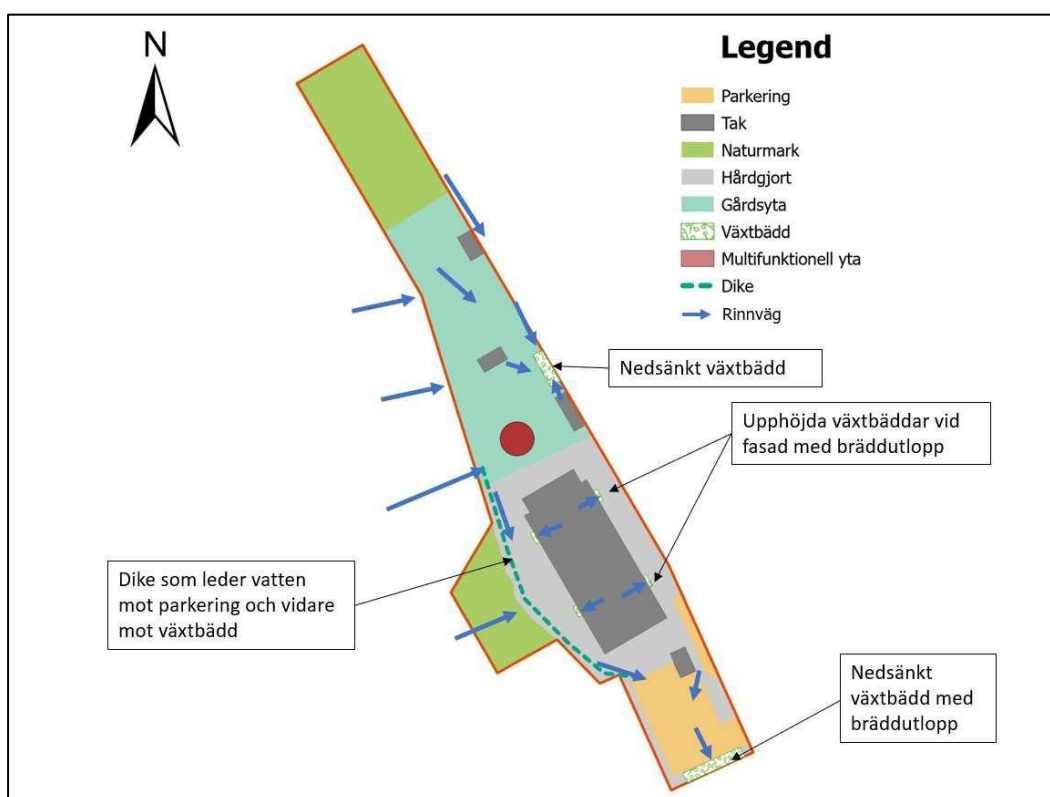 N
Legend
Parkering
Tak
Naturmark
Hårdgjort
Gårdsyta
Växtbädd
Multifunktionell yta
Dike
Rinnväg
Nedsänkt växtbädd
Upphöjda växtbäddar vid
fasad med bräddutlopp
Dike som leder vatten
mot parkering och vidare
mot växtbädd
Nedsänkt
växtbädd med
bräddutlopp